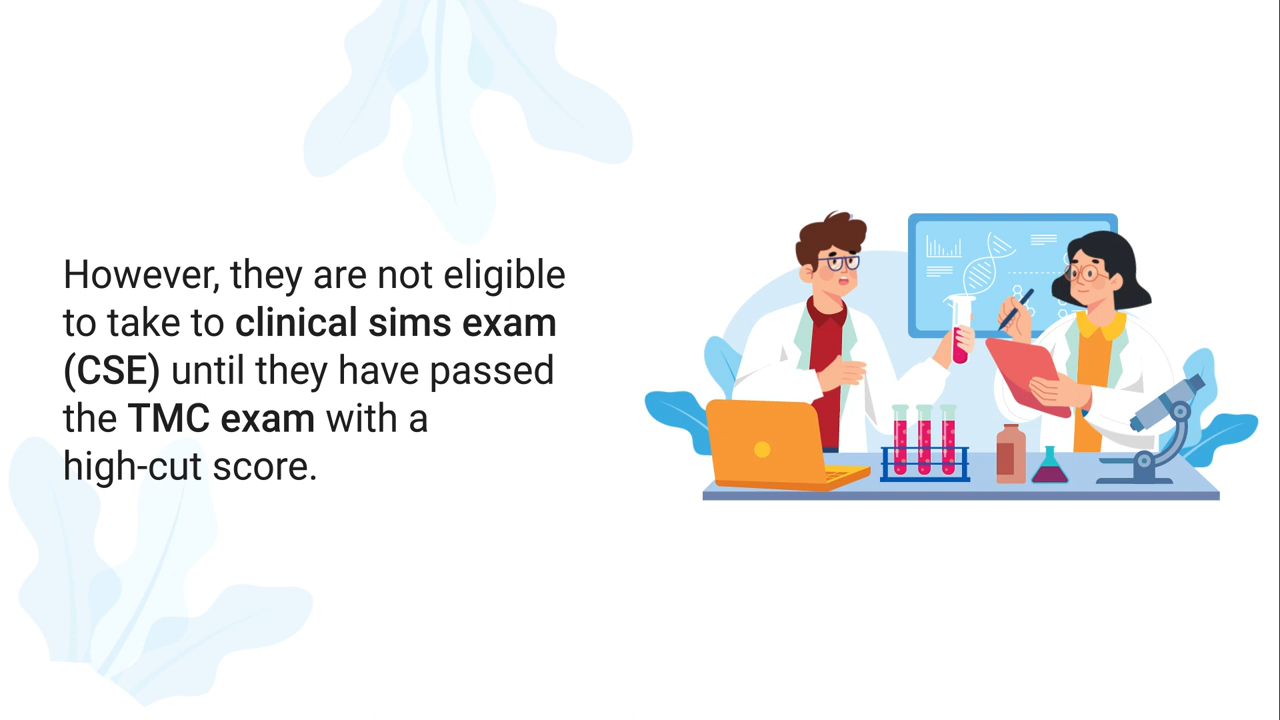 However, they are not eligible
to take to clinical sims exam
(CSE) until they have passed
the TMC exam with a
high-cut score.